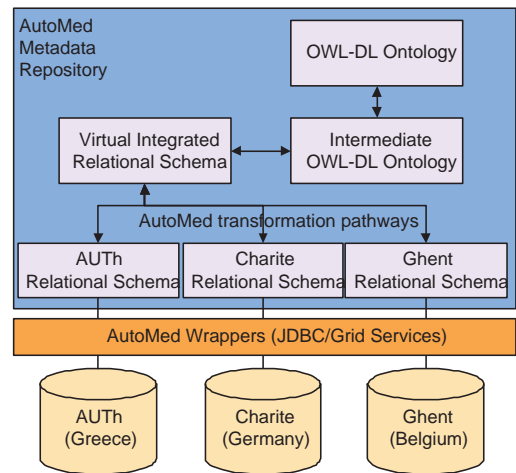 AutoMed
Metadata
Repository
OWL-DL Ontology
Virtual Integrated
Relational Schema
Intermediate
OWL-DL Ontology
AutoMed transformation pathways
AUTh
Relational Schema
Charite
Relational Schema
Ghent
Relational Schema
AutoMed Wrappers (JDBC/Grid Services)
AUTh
(Greece)
Charite
(Germany)
Ghent
(Belgium)